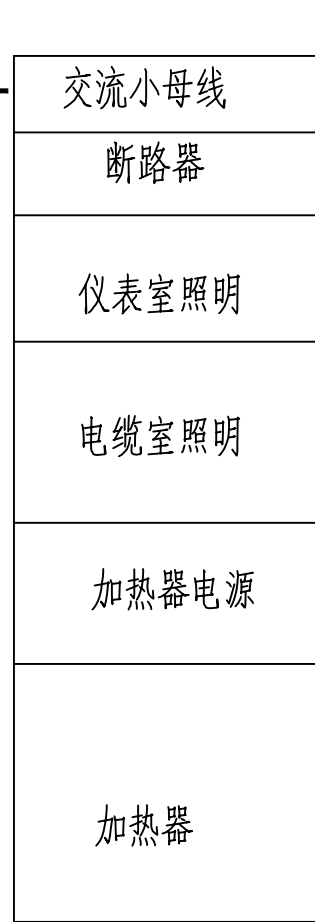 交流小母线
断路器
仪表室照明
电缆室照明
加热器电源
加热器